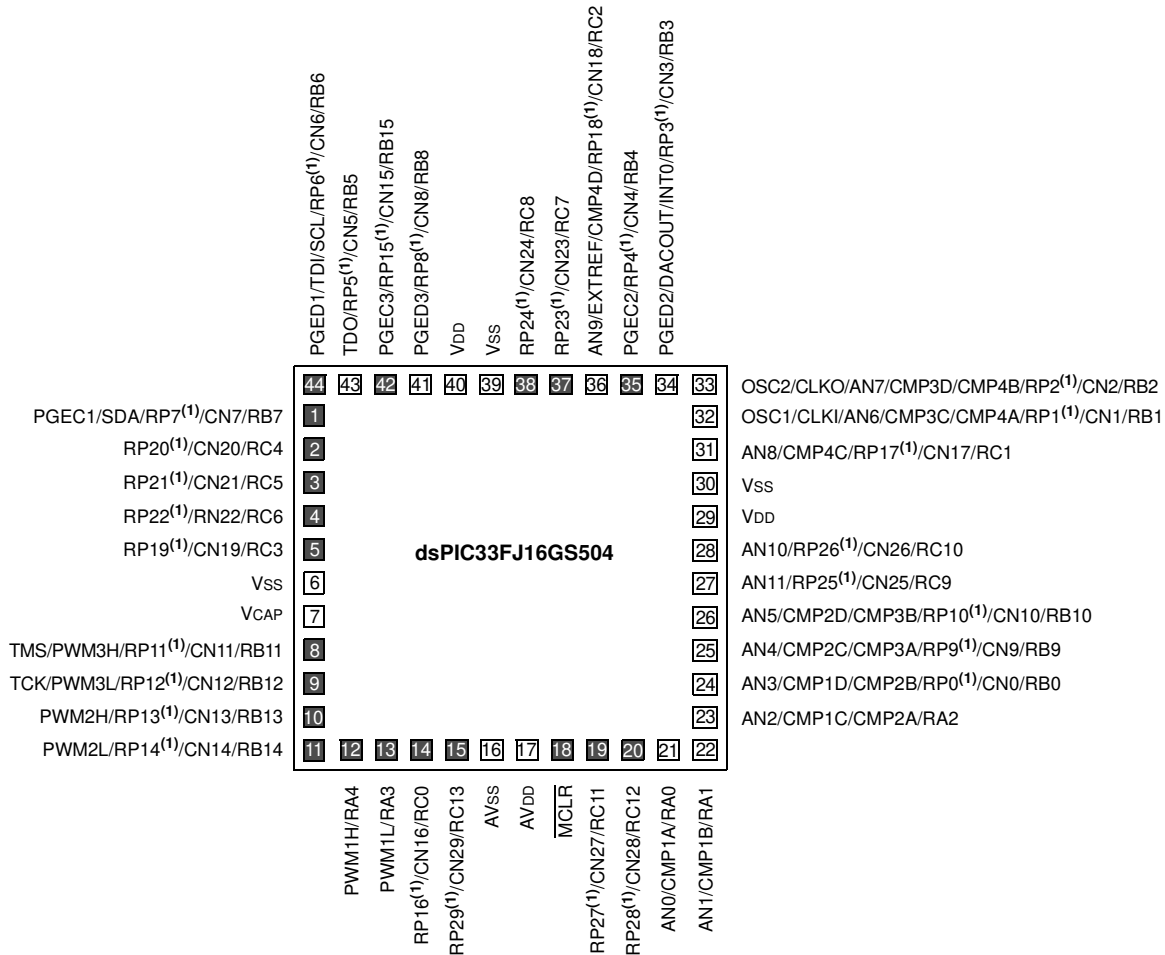 PGED1/TDI/SCL/RP6(1)/CN6/RB6
TDO/RP5(1)/CN5/RB5
PGEC3/RP15(1)/CN15/RB15
PGED3/RP8(1)/CN8/RB8
VDD
VSS
RP24(1)/CN24/RC8
RP23(1)/CN23/RC7
AN9/EXTREF/CMP4D/RP18(1)/CN18/RC2
PGEC2/RP4(1)/CN4/RB4
PGED2/DACOUT/INT0/RP3(1)/CN3/RB3
44 43 42 41 40 39 38 37 36 35 34 33 OSC2/CLKO/AN7/CMP3D/CMP4B/RP2(1)/CN2/RB2
PGEC1/SDA/RP7(1)/CN7/RB7 1 32 OSC1/CLKI/AN6/CMP3C/CMP4A/RP1(1)/CN1/RB1
RP20(1)/CN20/RC4 2 31 AN8/CMP4C/RP17(1)/CN17/RC1
RP21(1)/CN21/RC5 3 30 VSS
RP22(1)/RN22/RC6 4 29 VDD
RP19(1)/CN19/RC3 5 dsPIC33FJ16GS504 28 AN10/RP26(1)/CN26/RC10
VSS 6 27 AN11/RP25(1)/CN25/RC9
VCAP 7 26 AN5/CMP2D/CMP3B/RP10(1)/CN10/RB10
TMS/PWM3H/RP11(1)/CN11/RB11 8 25 AN4/CMP2C/CMP3A/RP9(1)/CN9/RB9
TCK/PWM3L/RP12(1)/CN12/RB12 9 24 AN3/CMP1D/CMP2B/RP0(1)/CN0/RB0
PWM2H/RP13(1)/CN13/RB13 10 23 AN2/CMP1C/CMP2A/RA2
PWM2L/RP14(1)/CN14/RB14 11 12 13 14 15 16 17 18 19 20 21 22
PWM1H/RA4
PWM1L/RA3
RP16(1)/CN16/RC0
RP29(1)/CN29/RC13
AVSS
AVDD
MCLR
RP27(1)/CN27/RC11
RP28(1)/CN28/RC12
AN0/CMP1A/RA0
AN1/CMP1B/RA1